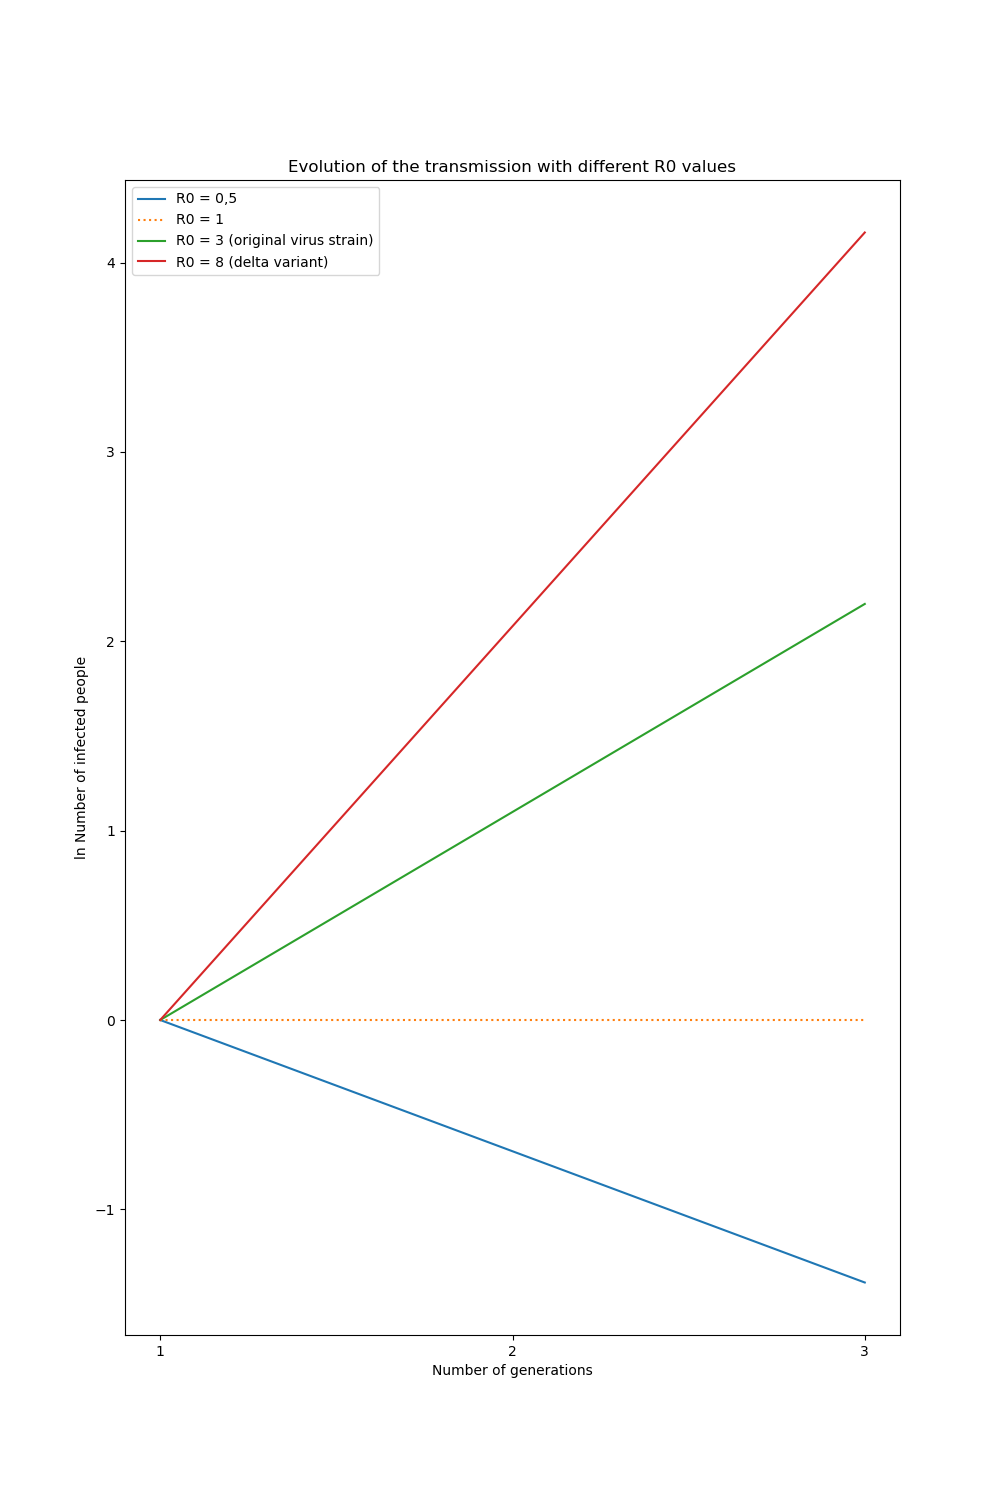 Evolution of the transmission with different R0 values
R0 = 0,5
R0 = 1
R0 = 3 (original virus strain)
R0 = 8 (delta variant)
4
3
2
1
0
−1
ln Number of infected people
1 2 3
Number of generations